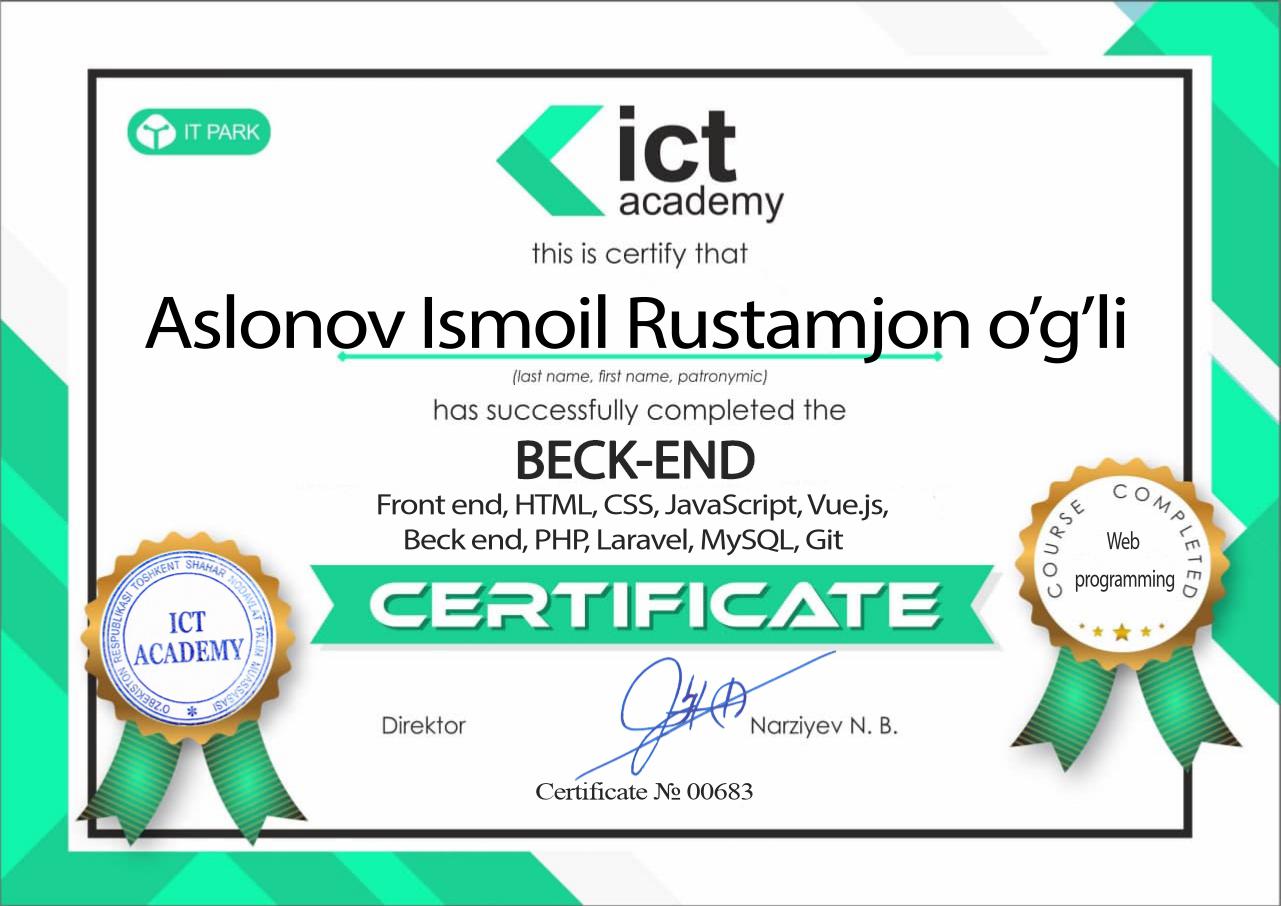 IT PARK
ict
academy
this is certify that
Aslonov Ismoil Rustamjon o’g’li
(last name, first name, patronymic)
has successfully completed the
BECK-END
Front end, HTML, CSS, JavaScript, Vue.js,
Beck end, PHP, Laravel, MySQL, Git
CERTIFICATE
COURSE COMPLETED
Web
programming
O‘ZBEKISTON RESPUBLIKASI TOSHKENT SHAHAR NODAVLAT TA’LIM MUASSASASI
ICT
ACADEMY
Direktor
Narziyev N. B.
Certificate № 00683